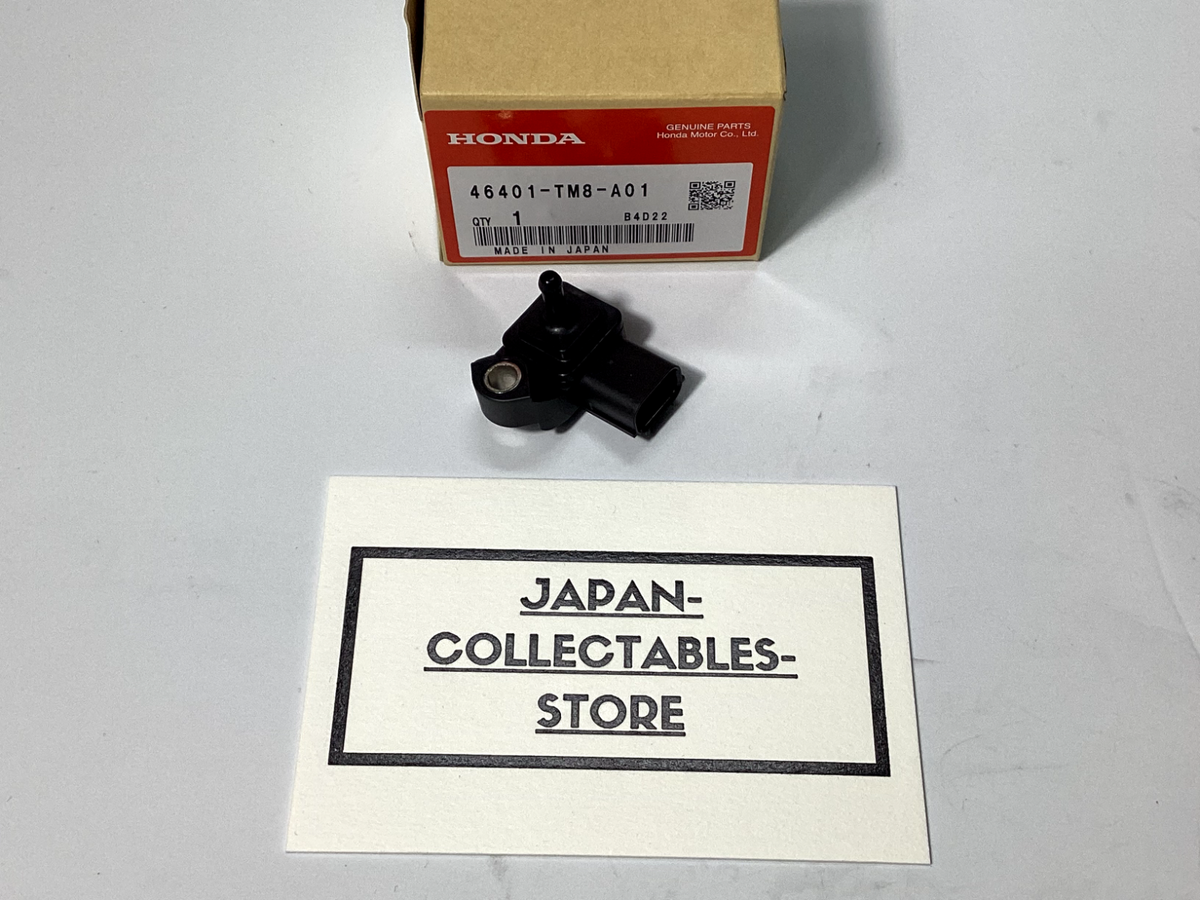 HONDA
GENUINE PARTS
Honda Motor Co., Ltd.
46401-TM8-A01
QTY 1 B4D22
MADE IN JAPAN
JAPAN-
COLLECTABLES-
STORE